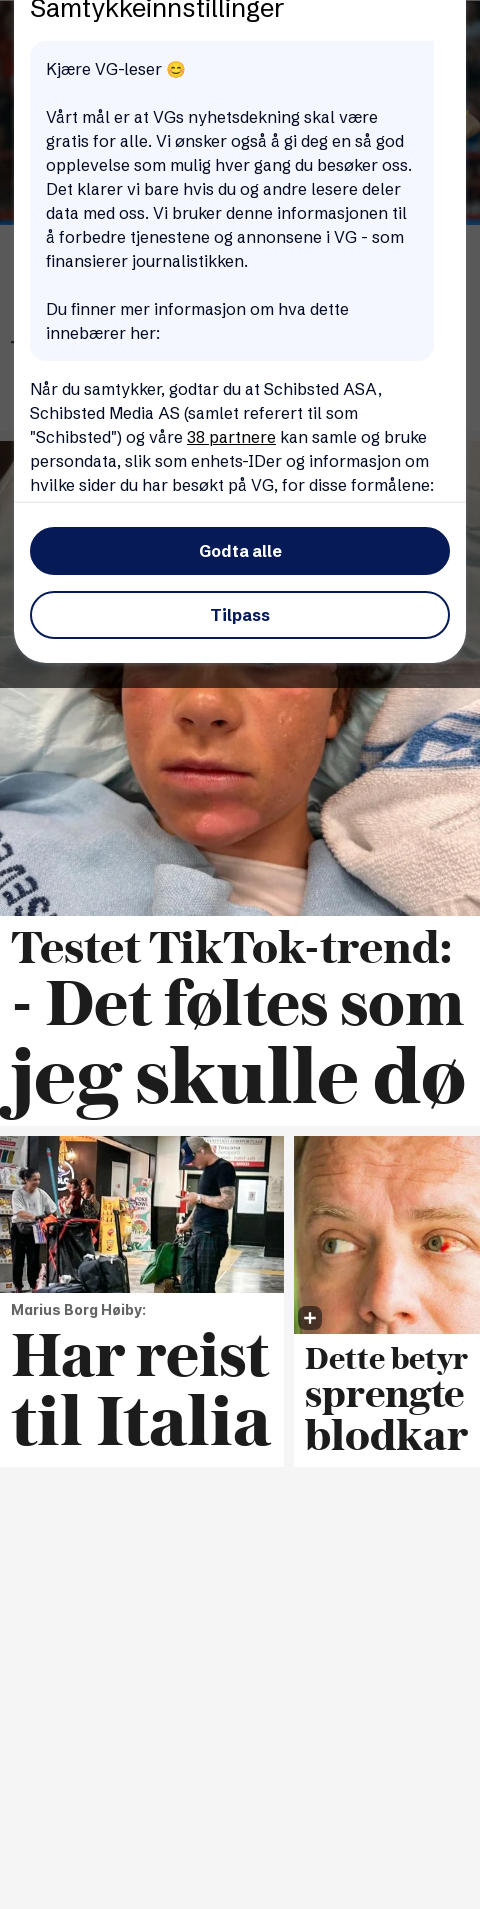 Samtykkeinnstillinger
Kjære VG-leser 😊
Vårt mål er at VGs nyhetsdekning skal være
gratis for alle. Vi ønsker også å gi deg en så god
opplevelse som mulig hver gang du besøker oss.
Det klarer vi bare hvis du og andre lesere deler
data med oss. Vi bruker denne informasjonen til
å forbedre tjenestene og annonsene i VG - som
finansierer journalistikken.
Du finner mer informasjon om hva dette
innebærer her:
Når du samtykker, godtar du at Schibsted ASA,
Schibsted Media AS (samlet referert til som
"Schibsted") og våre 38 partnere kan samle og bruke
persondata, slik som enhets-IDer og informasjon om
hvilke sider du har besøkt på VG, for disse formålene:
Godta alle
Tilpass
Testet TikTok-trend:
- Det føltes som
jeg skulle dø
Marius Borg Høiby:
Har reist
til Italia
Dette betyr
sprengte
blodkar